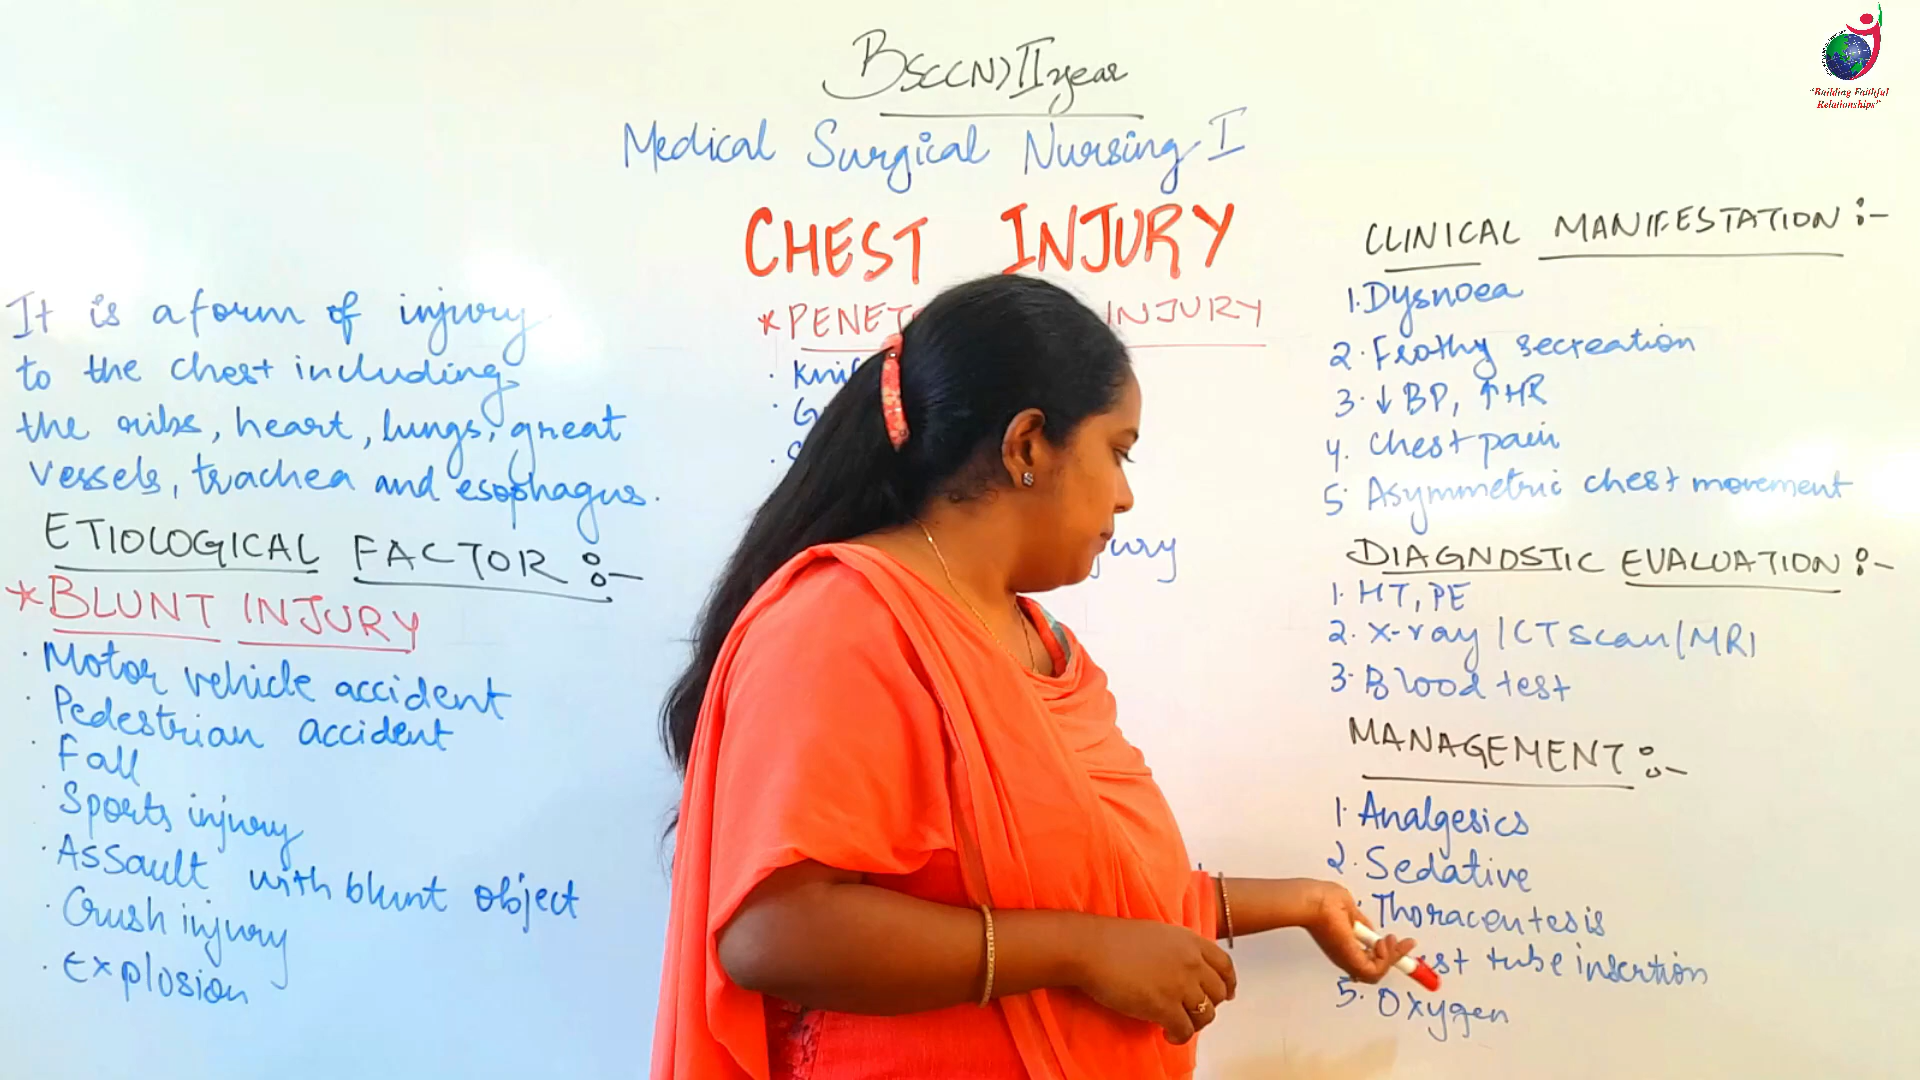 BSC(N) II year
Medical Surgical Nursing I
CHEST INJURY
It is a form of injury
to the chest including
the ribs, heart, lungs, great
vessels, trachea and esophagus.
ETIOLOGICAL FACTOR :-
*BLUNT INJURY
· Motor vehicle accident
· Pedestrian accident
· Fall
· Sports injury
· Assault with blunt object
· Crush injury
· Explosion
*PENET INJURY
CLINICAL MANIFESTATION :-
1. Dysnoea
2. Frothy secreation
3. ↓ BP, ↑ HR
4. Chest pain
5. Asymmetric chest movement
DIAGNOSTIC EVALUATION :-
1. HT, PE
2. X-ray / CT scan / MRI
3. Blood test
MANAGEMENT :-
1. Analgesics
2. Sedative
Thoracentesis
tube insertion
5. Oxygen
"Building Faithful
Relationships"